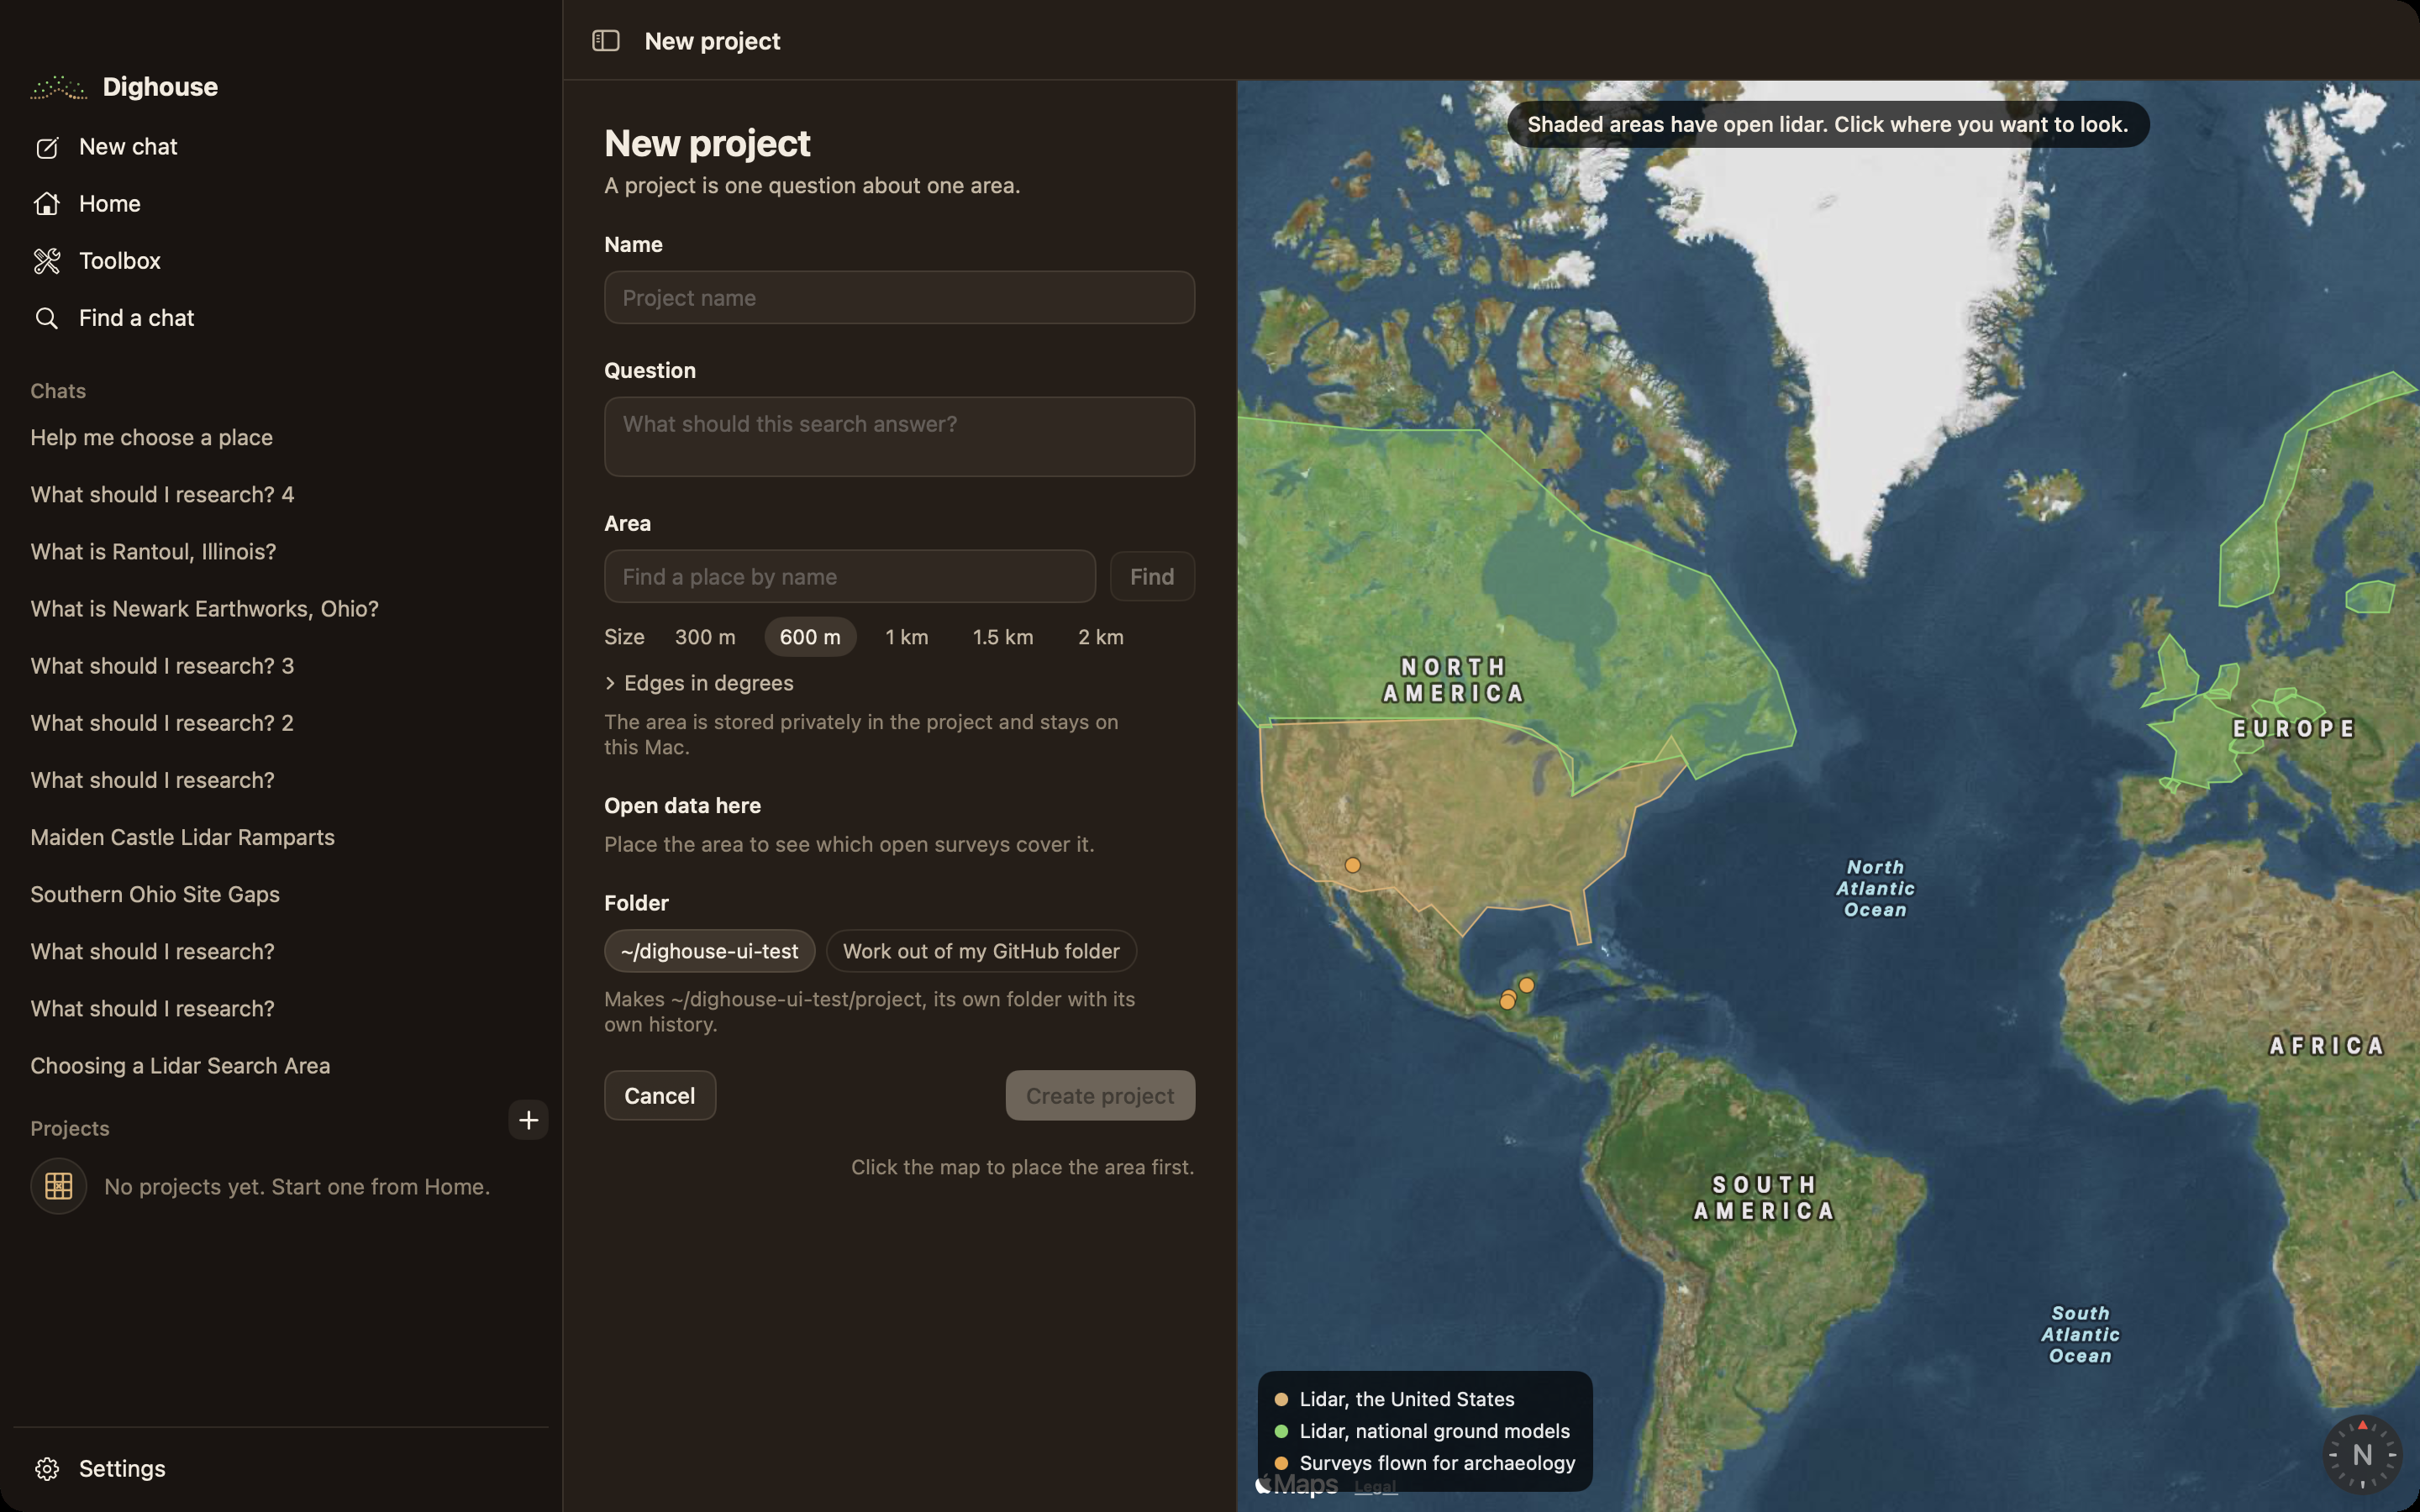 Dighouse
New chat
Home
Toolbox
Find a chat
Chats
Help me choose a place
What should I research? 4
What is Rantoul, Illinois?
What is Newark Earthworks, Ohio?
What should I research? 3
What should I research? 2
What should I research?
Maiden Castle Lidar Ramparts
Southern Ohio Site Gaps
What should I research?
What should I research?
Choosing a Lidar Search Area
Projects
No projects yet. Start one from Home.
Settings
New project
New project
A project is one question about one area.
Name
Project name
Question
What should this search answer?
Area
Find a place by name
Find
Size 300 m 600 m 1 km 1.5 km 2 km
Edges in degrees
The area is stored privately in the project and stays on
this Mac.
Open data here
Place the area to see which open surveys cover it.
Folder
~/dighouse-ui-test
Work out of my GitHub folder
Makes ~/dighouse-ui-test/project, its own folder with its
own history.
Cancel
Create project
Click the map to place the area first.
Shaded areas have open lidar. Click where you want to look.
NORTH
AMERICA
EUROPE
North
Atlantic
Ocean
AFRICA
SOUTH
AMERICA
South
Atlantic
Ocean
Lidar, the United States
Lidar, national ground models
Surveys flown for archaeology
Maps
Legal
N